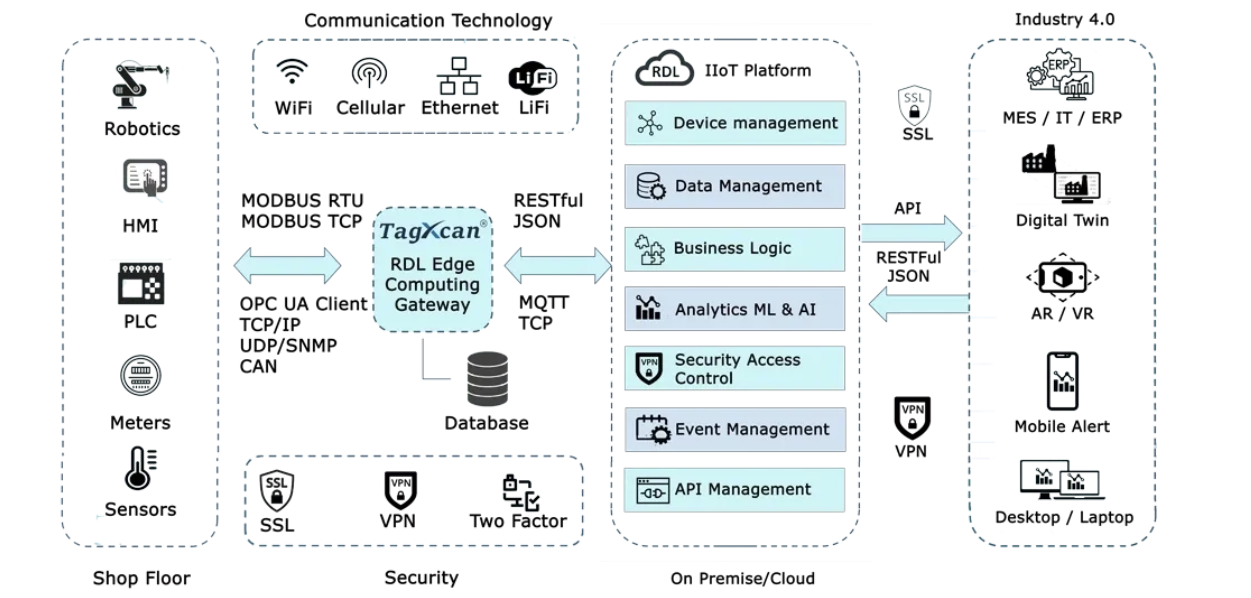 Communication Technology
Industry 4.0
Robotics
HMI
PLC
Meters
Sensors
Shop Floor
WiFi
Cellular
Ethernet
LiFi
LiFi
MODBUS RTU
MODBUS TCP
OPC UA Client
TCP/IP
UDP/SNMP
CAN
TagXcan®
RDL Edge
Computing
Gateway
Database
RESTful
JSON
MQTT
TCP
SSL
SSL
VPN
VPN
Two Factor
Security
RDL
IIoT Platform
Device management
Data Management
Business Logic
Analytics ML & AI
VPN
Security Access
Control
Event Management
API Management
On Premise/Cloud
SSL
SSL
API
RESTFul
JSON
VPN
VPN
ERP
MES / IT / ERP
Digital Twin
AR / VR
Mobile Alert
Desktop / Laptop